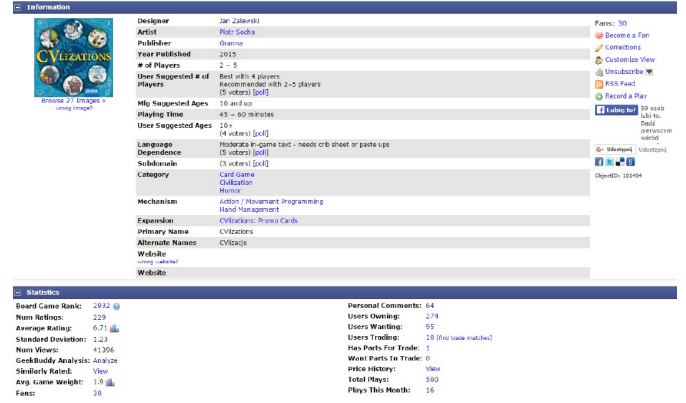 Information
CVLIZATIONS
Browse 27 Images »
wrong image?
Designer Jan Zalewski
Artist Piotr Socha
Publisher Granna
Year Published 2015
# of Players 2 – 5
User Suggested # of Players Best with 4 players
Recommended with 2–5 players
(5 voters) [poll]
Mfg Suggested Ages 10 and up
Playing Time 45 – 60 minutes
User Suggested Ages 10+
(4 voters) [poll]
Language Dependence Moderate in-game text - needs crib sheet or paste ups
(5 voters) [poll]
Subdomain (3 voters) [poll]
Category Card Game
Civilization
Humor
Mechanism Action / Movement Programming
Hand Management
Expansion CVlizations: Promo Cards
Primary Name CVlizations
Alternate Names CVlizacje
Website
wrong website?
Website
Fans: 30
Become a Fan
Corrections
Customize View
Unsubscribe
RSS Feed
Record a Play
Lubię to! 59 osób
lubi to.
Bądź
pierwszym
wśród
G+ Udostępnij Udostępnij
ObjectID: 181494
Statistics
Board Game Rank: 2932
Num Ratings: 229
Average Rating: 6.71
Standard Deviation: 1.23
Num Views: 41396
GeekBuddy Analysis: Analyze
Similarly Rated: View
Avg. Game Weight: 1.9
Fans: 30
Personal Comments: 64
Users Owning: 274
Users Wanting: 95
Users Trading: 10 [find trade matches]
Has Parts For Trade: 1
Want Parts In Trade: 0
Price History: View
Total Plays: 500
Plays This Month: 16